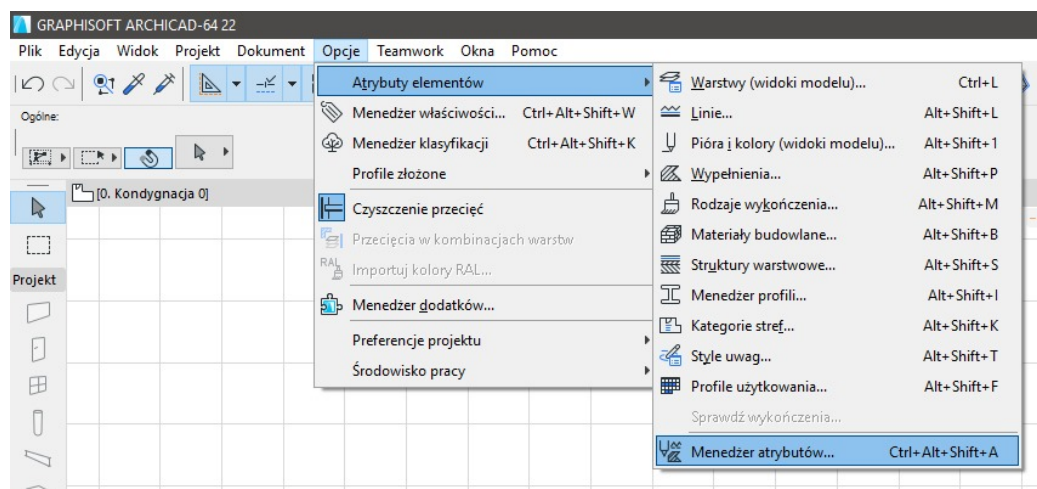 GRAPHISOFT ARCHICAD-64 22
Plik Edycja Widok Projekt Dokument Opcje Teamwork Okna Pomoc
Ogólne:
[0. Kondygnacja 0]
Projekt
Atrybuty elementów
Menedżer właściwości... Ctrl+Alt+Shift+W
Menedżer klasyfikacji Ctrl+Alt+Shift+K
Profile złożone
Czyszczenie przecięć
Przecięcia w kombinacjach warstw
RAL Importuj kolory RAL...
Menedżer dodatków...
Preferencje projektu
Środowisko pracy
Warstwy (widoki modelu)... Ctrl+L
Linie... Alt+Shift+L
Pióra i kolory (widoki modelu)... Alt+Shift+1
Wypełnienia... Alt+Shift+P
Rodzaje wykończenia... Alt+Shift+M
Materiały budowlane... Alt+Shift+B
Struktury warstwowe... Alt+Shift+S
Menedżer profili... Alt+Shift+I
Kategorie stref... Alt+Shift+K
Style uwag... Alt+Shift+T
Profile użytkowania... Alt+Shift+F
Sprawdź wykończenia...
Menedżer atrybutów... Ctrl+Alt+Shift+A